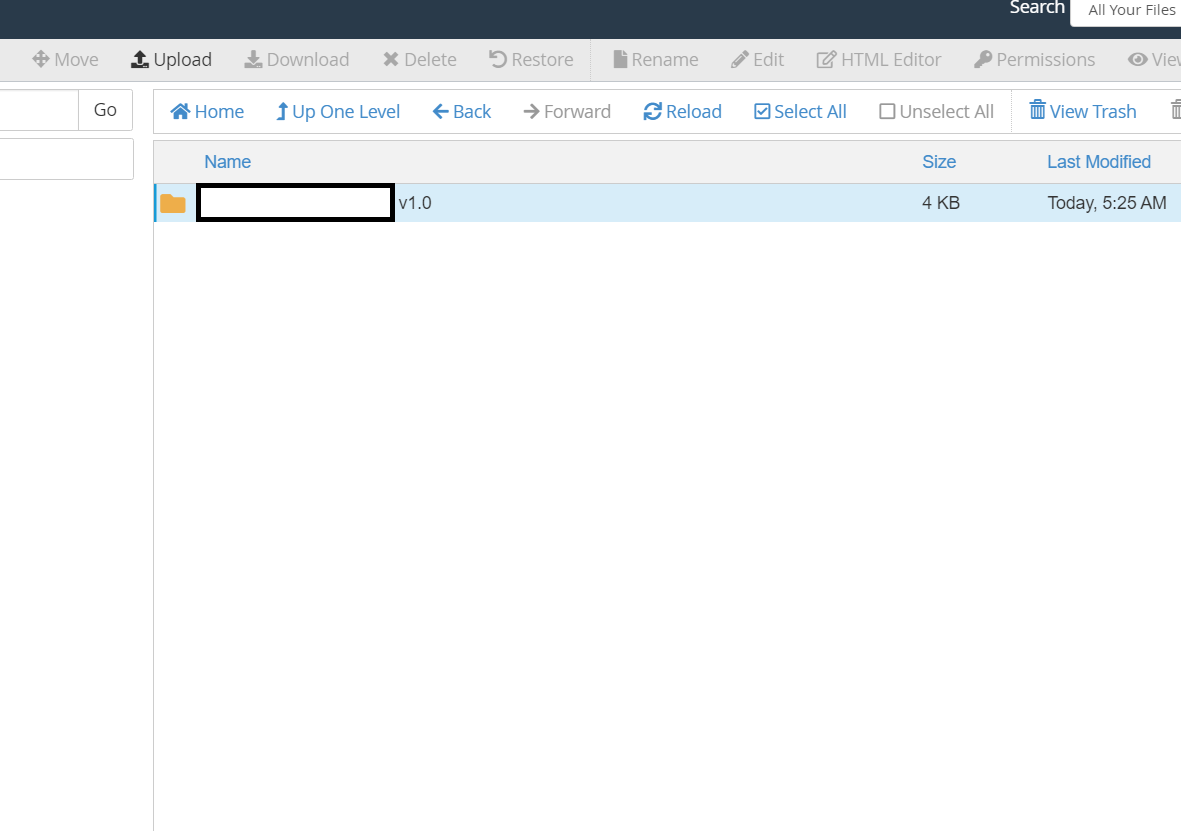 Search All Your Files
Move Upload Download Delete Restore Rename Edit HTML Editor Permissions
Go Home Up One Level Back Forward Reload Select All Unselect All View Trash
Name Size Last Modified
v1.0 4 KB Today, 5:25 AM